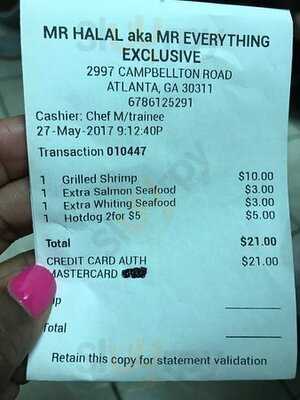 MR HALAL aka MR EVERYTHING
EXCLUSIVE
2997 CAMPBELLTON ROAD
ATLANTA, GA 30311
6786125291
Cashier: Chef M/trainee
27-May-2017 9:12:40P
Transaction 010447
1 Grilled Shrimp $10.00
1 Extra Salmon Seafood $3.00
1 Extra Whiting Seafood $3.00
1 Hotdog 2for $5 $5.00
Total $21.00
CREDIT CARD AUTH $21.00
MASTERCARD
Total
Retain this copy for statement validation